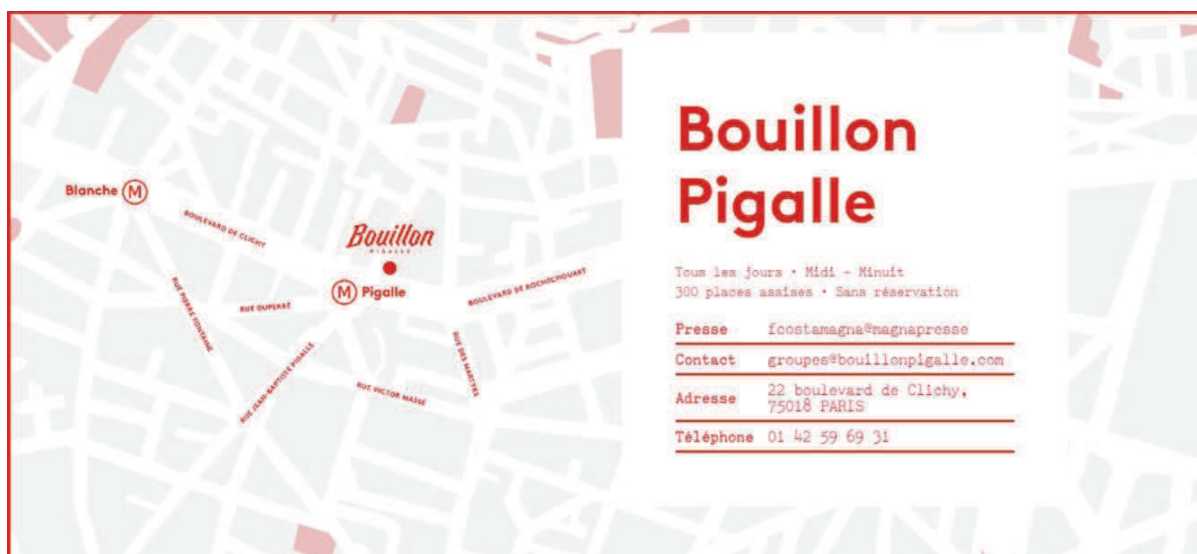 Blanche M
BOULEVARD DE CLICHY
Bouillon
PIGALLE
M Pigalle
BOULEVARD DE ROCHECHOUART
RUE PIERRE FONTAINE
RUE DUPERRÉ
RUE JEAN-BAPTISTE PIGALLE
RUE VICTOR MASSÉ
RUE DES MARTYRS
Bouillon
Pigalle
Tous les jours • Midi - Minuit
300 places assises • Sans réservation
Presse fcostamagna@magnapresse
Contact groupes@bouillonpigalle.com
Adresse 22 boulevard de Clichy,
75018 PARIS
Téléphone 01 42 59 69 31